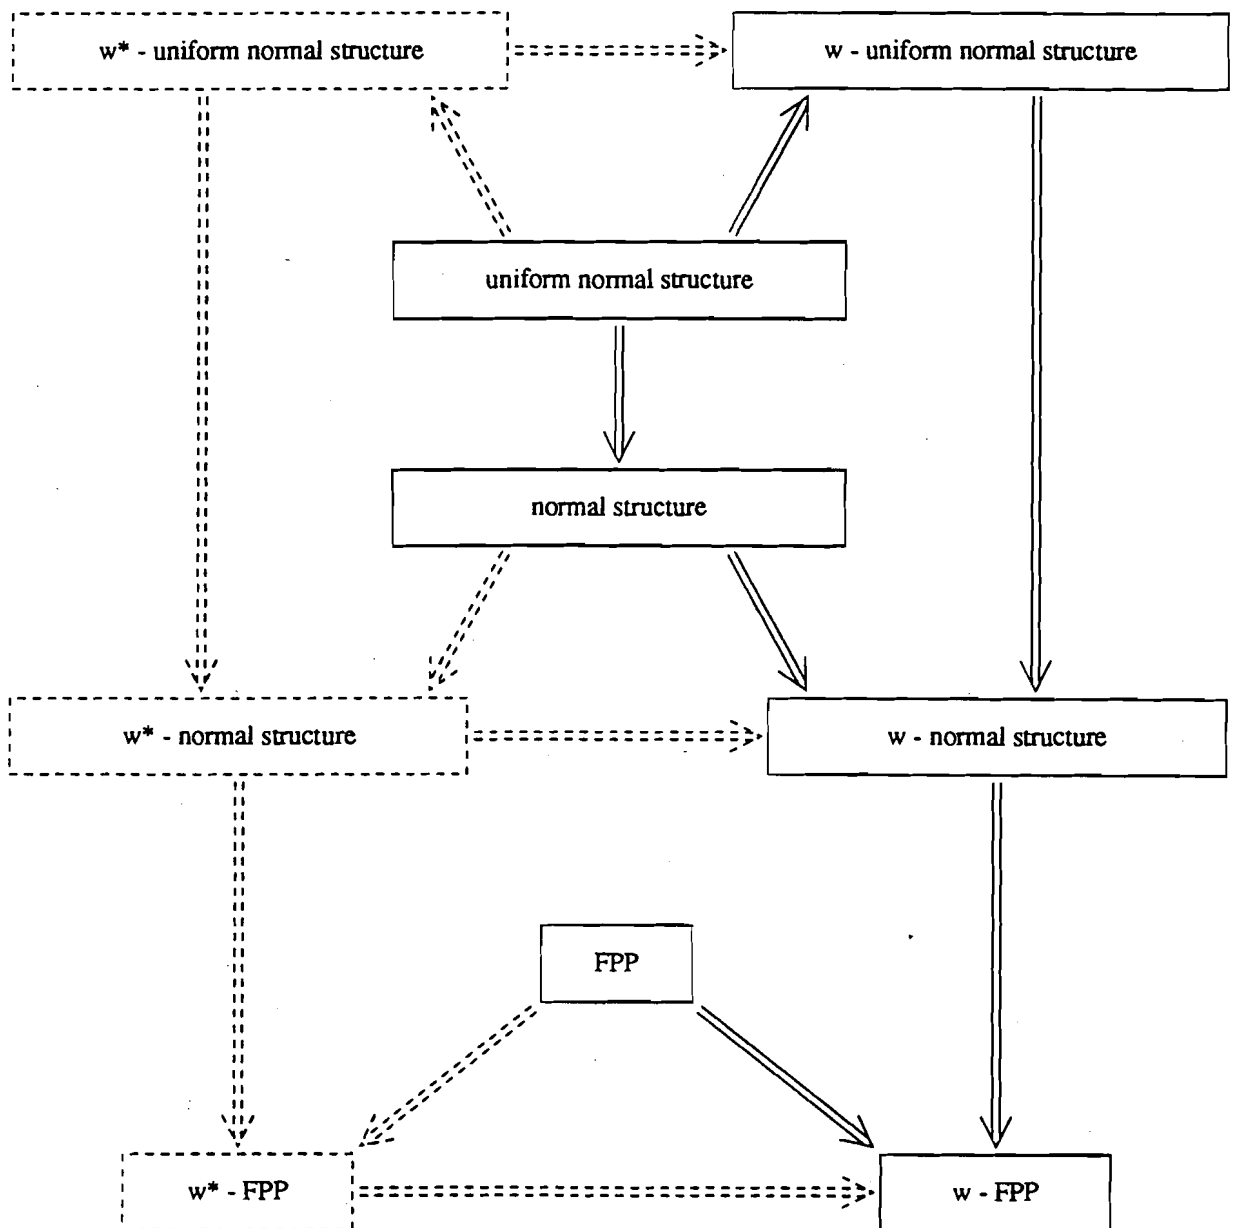 w* - uniform normal structure
w - uniform normal structure
uniform normal structure
normal structure
w* - normal structure
w - normal structure
FPP
w* - FPP
w - FPP